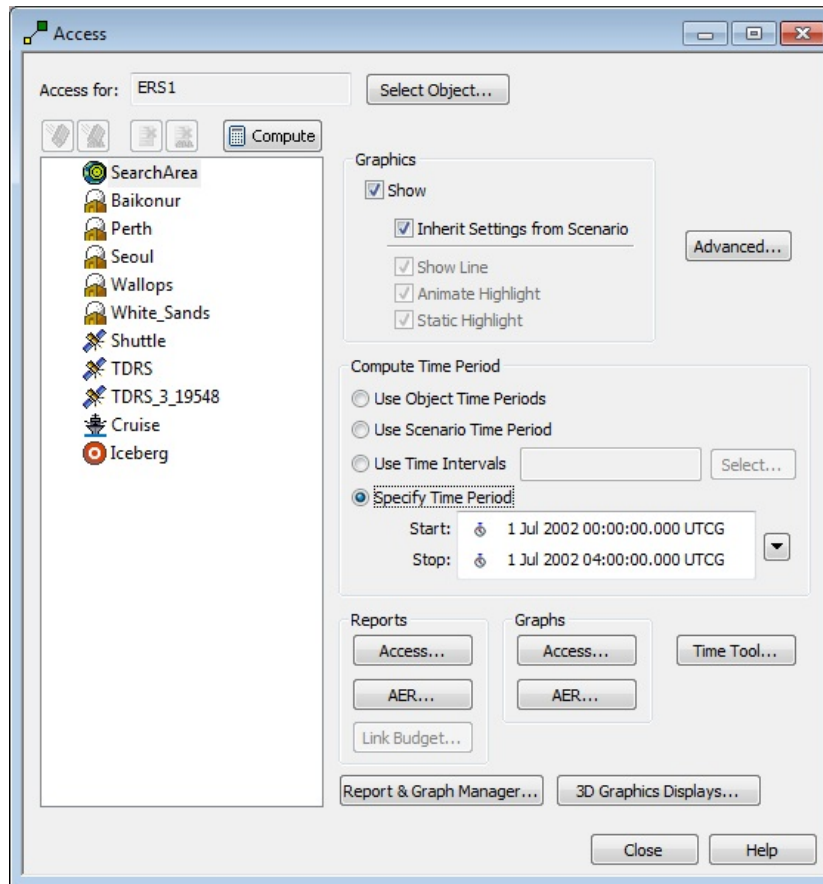 Access
Access for: ERS1 Select Object...
Compute
SearchArea
Baikonur
Perth
Seoul
Wallops
White_Sands
Shuttle
TDRS
TDRS_3_19548
Cruise
Iceberg
Graphics
Show
Inherit Settings from Scenario
Show Line
Animate Highlight
Static Highlight
Advanced...
Compute Time Period
Use Object Time Periods
Use Scenario Time Period
Use Time Intervals Select...
Specify Time Period
Start: 1 Jul 2002 00:00:00.000 UTCG
Stop: 1 Jul 2002 04:00:00.000 UTCG
Reports
Access...
AER...
Link Budget...
Graphs
Access...
AER...
Time Tool...
Report & Graph Manager... 3D Graphics Displays...
Close Help